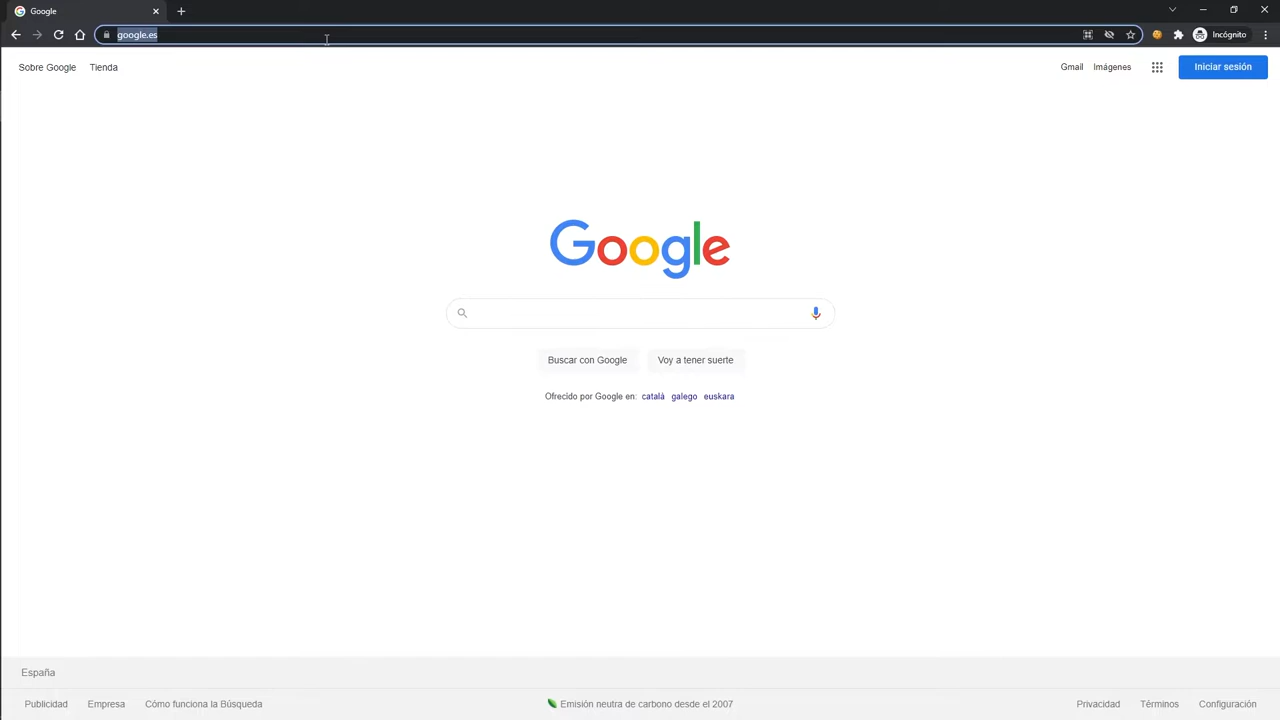 Google
google.es
Incógnito
Sobre Google Tienda
Gmail Imágenes Iniciar sesión
Google
Buscar con Google Voy a tener suerte
Ofrecido por Google en: català galego euskara
España
Publicidad Empresa Cómo funciona la Búsqueda
Emisión neutra de carbono desde el 2007
Privacidad Términos Configuración